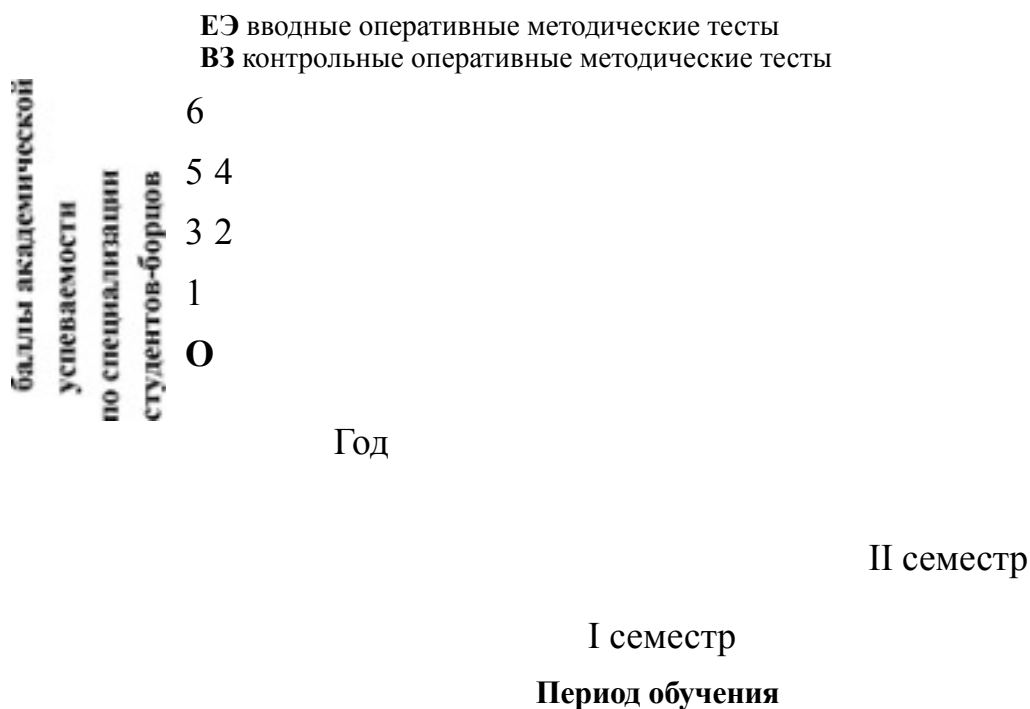 ЕЭ вводные оперативные методические тесты
ВЗ контрольные оперативные методические тесты
баллы академической
успеваемости
по специализации
студентов-борцов
6
5 4
3 2
1
О
Год
II семестр
I семестр
Период обучения